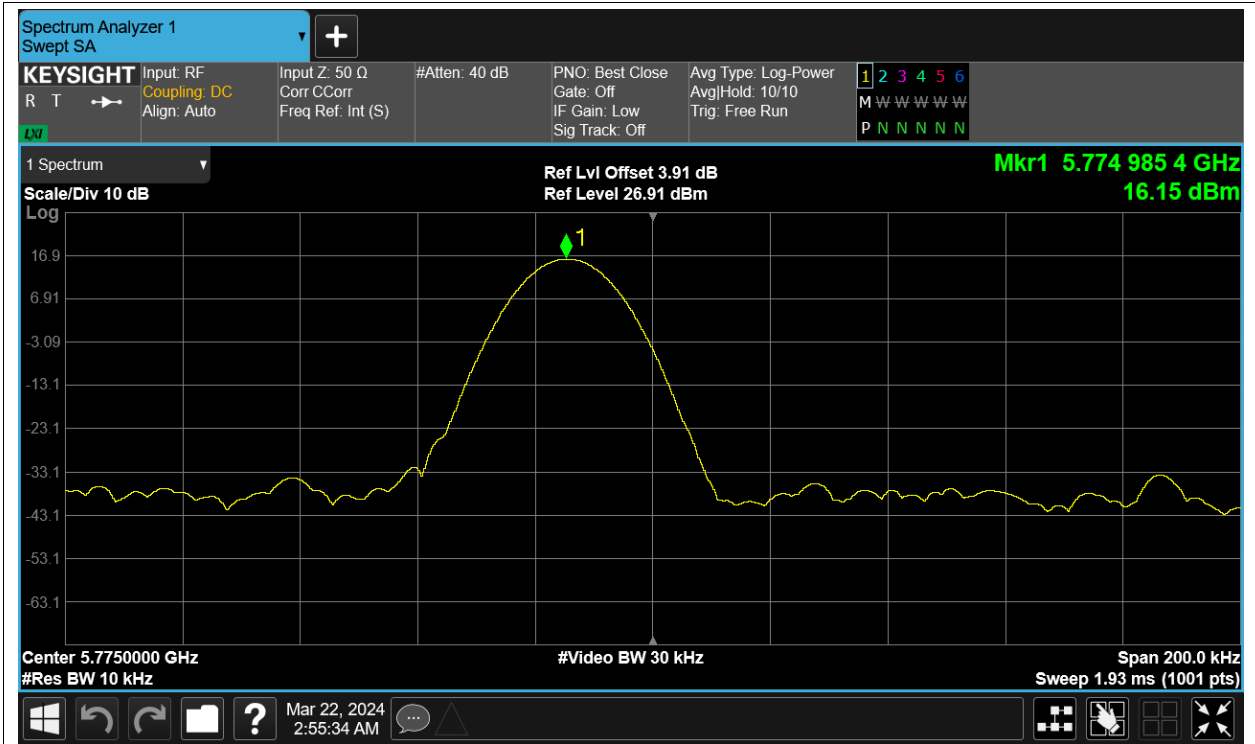 Spectrum Analyzer 1
Swept SA
KEYSIGHT
R T
LXI
Input: RF
Coupling: DC
Align: Auto
Input Z: 50 Ω
Corr CCorr
Freq Ref: Int (S)
#Atten: 40 dB
PNO: Best Close
Gate: Off
IF Gain: Low
Sig Track: Off
Avg Type: Log-Power
Avg|Hold: 10/10
Trig: Free Run
1 2 3 4 5 6
M W W W W W
P N N N N N
1 Spectrum
Scale/Div 10 dB
Log
Ref Lvl Offset 3.91 dB
Ref Level 26.91 dBm
Mkr1 5.774 985 4 GHz
16.15 dBm
1
16.9
6.91
-3.09
-13.1
-23.1
-33.1
-43.1
-53.1
-63.1
Center 5.7750000 GHz
#Res BW 10 kHz
#Video BW 30 kHz
Span 200.0 kHz
Sweep 1.93 ms (1001 pts)
?
Mar 22, 2024
2:55:34 AM